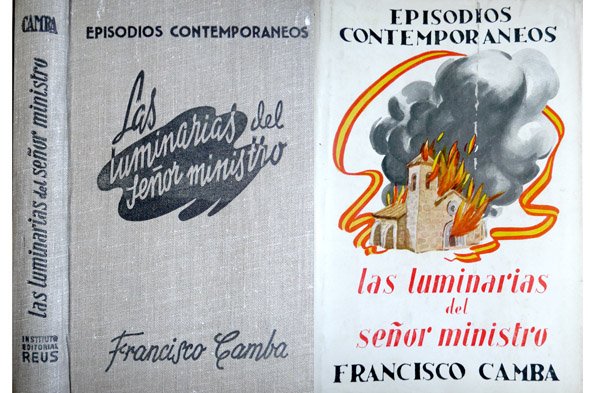 CAMBA
las luminarias del señor ministro
INSTITUTO
EDITORIAL
REUS
EPISODIOS CONTEMPORANEOS
Las
luminarias del
señor ministro
Francisco Camba
EPISODIOS
CONTEMPORANEOS
las luminarias
del
señor ministro
FRANCISCO CAMBA